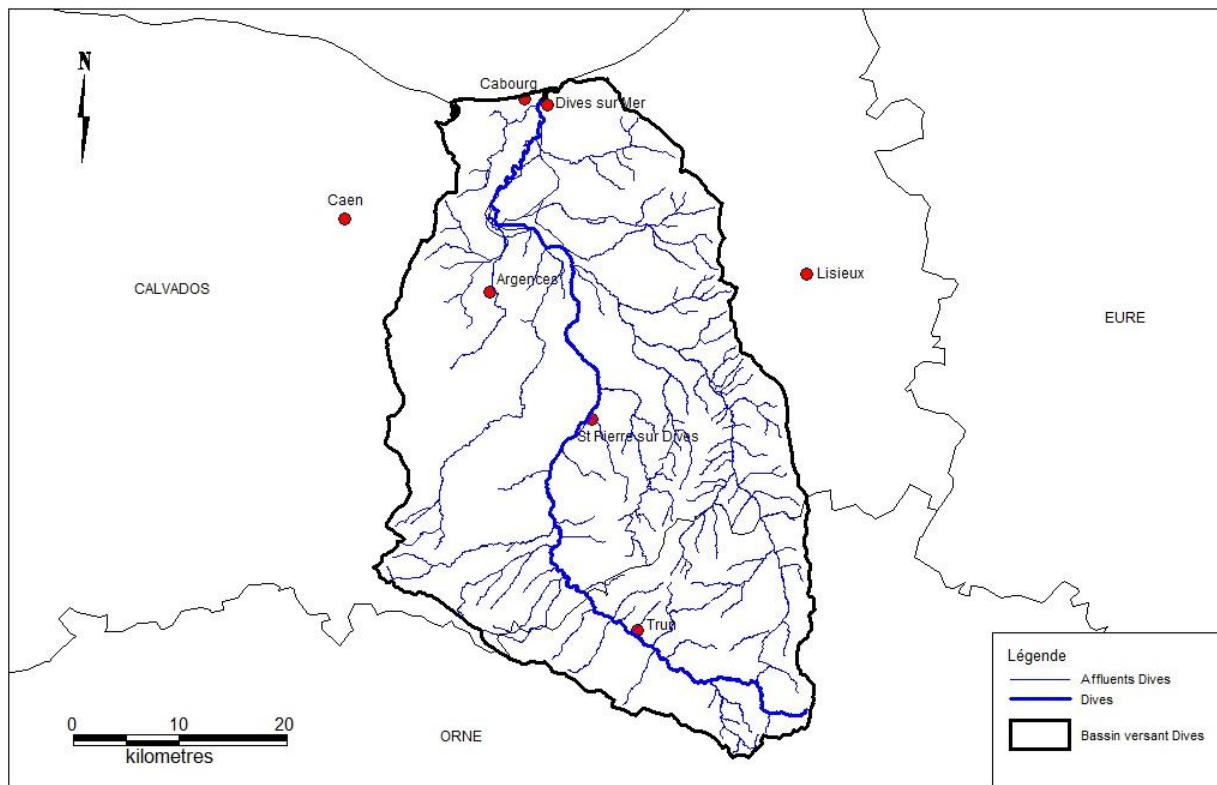 N
Cabourg
Dives sur Mer
Caen
Lisieux
Argences
CALVADOS
EURE
St Pierre sur Dives
Trun
ORNE
0 10 20
kilometres
Légende
Affluents Dives
Dives
Bassin versant Dives